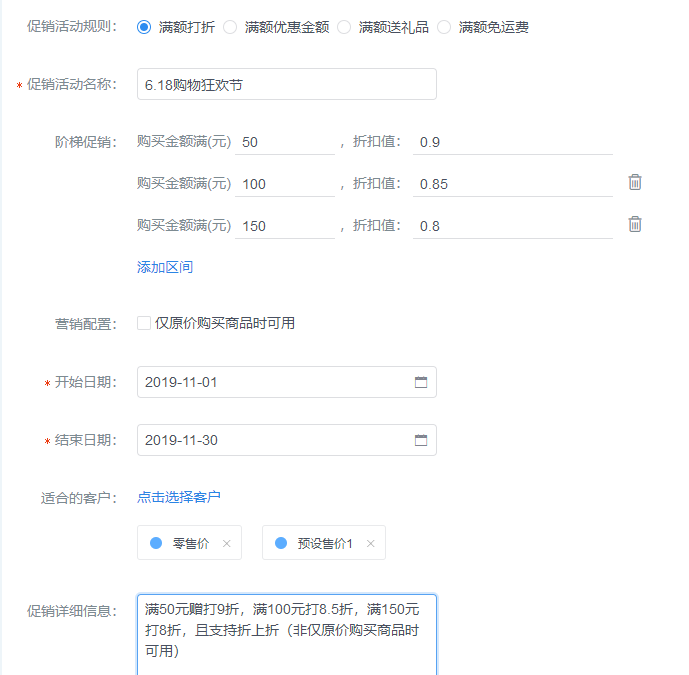 促销活动规则： 满额打折 满额优惠金额 满额送礼品 满额免运费
* 促销活动名称： 6.18购物狂欢节
阶梯促销： 购买金额满(元) 50 ，折扣值： 0.9
购买金额满(元) 100 ，折扣值： 0.85
购买金额满(元) 150 ，折扣值： 0.8
添加区间
营销配置： 仅原价购买商品时可用
* 开始日期： 2019-11-01
* 结束日期： 2019-11-30
适合的客户： 点击选择客户
零售价 × 预设售价1 ×
促销详细信息： 满50元赠打9折，满100元打8.5折，满150元
打8折，且支持折上折（非仅原价购买商品时
可用）